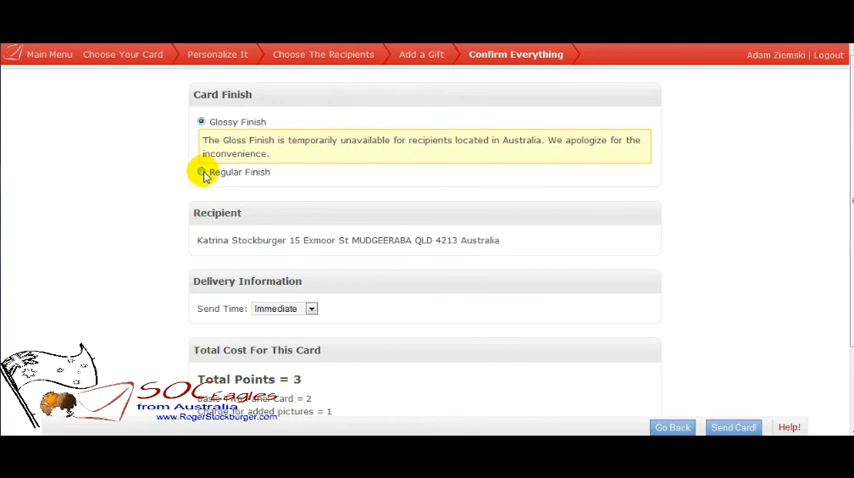 Main Menu Choose Your Card Personalize It Choose The Recipients Add a Gift Confirm Everything Adam Ziemski | Logout
Card Finish
Glossy Finish
The Gloss Finish is temporarily unavailable for recipients located in Australia. We apologize for the
inconvenience.
Regular Finish
Recipient
Katrina Stockburger 15 Exmoor St MUDGEERABA QLD 4213 Australia
Delivery Information
Send Time: Immediate
Total Cost For This Card
Total Points = 3
Card = 2
Charge for added pictures = 1
SOCeagles
from Australia
www.RogerStockburger.com
Go Back Send Card! Help!